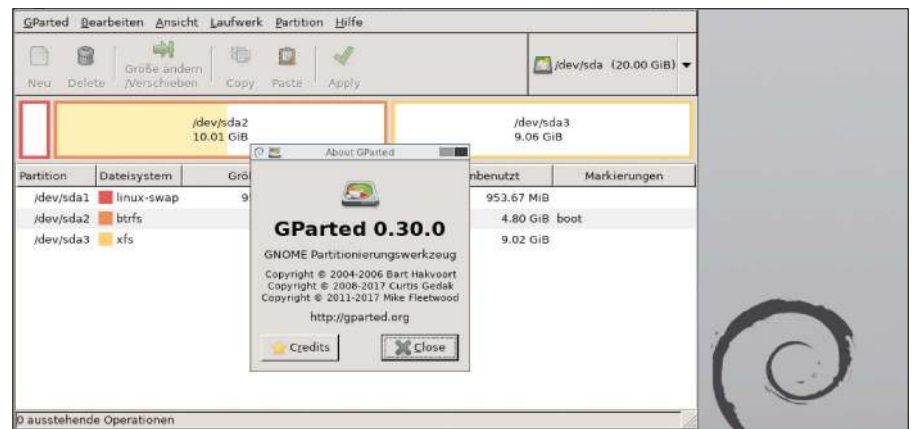 GParted Bearbeiten Ansicht Laufwerk Partition Hilfe
Neu Delete Größe ändern /Verschieben Copy Paste Apply /dev/sda (20.00 GiB)
/dev/sda2 /dev/sda3
10.01 GiB 9.06 GiB
About GParted
Partition Dateisystem Grö nbenutzt Markierungen
/dev/sda1 linux-swap 9 953.67 MiB
/dev/sda2 btrfs 4.80 GiB boot
/dev/sda3 xfs 9.02 GiB
GParted 0.30.0
GNOME Partitionierungswerkzeug
Copyright © 2004-2006 Bart Hakvoort
Copyright © 2008-2017 Curtis Gedak
Copyright © 2011-2017 Mike Fleetwood
http://gparted.org
Credits Close
0 ausstehende Operationen